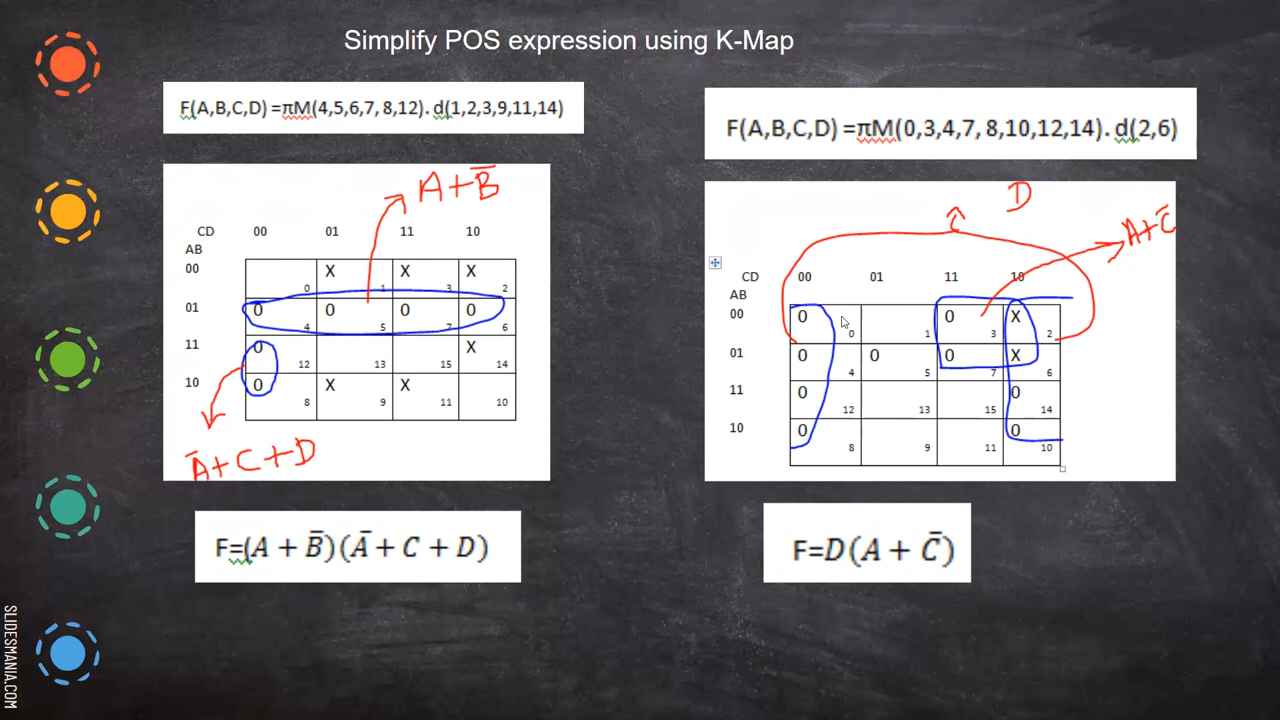 Simplify POS expression using K-Map
F(A,B,C,D) =πM(4,5,6,7, 8,12). d(1,2,3,9,11,14)
A+B̅
CD 00 01 11 10
AB
00 X X X
0 1 3 2
01 0 0 0 0
4 5 7 6
11 0 X
12 13 15 14
10 0 X X
8 9 11 10
A̅+C+D
F=(A + B̅)(A̅ + C + D)
F(A,B,C,D) =πM(0,3,4,7, 8,10,12,14). d(2,6)
D
C̅
A+C̅
CD 00 01 11 10
AB
00 0 0 X
0 1 3 2
01 0 0 0 X
4 5 7 6
11 0 0
12 13 15 14
10 0 0
8 9 11 10
F=D(A + C̅)
SLIDESMANIA.COM